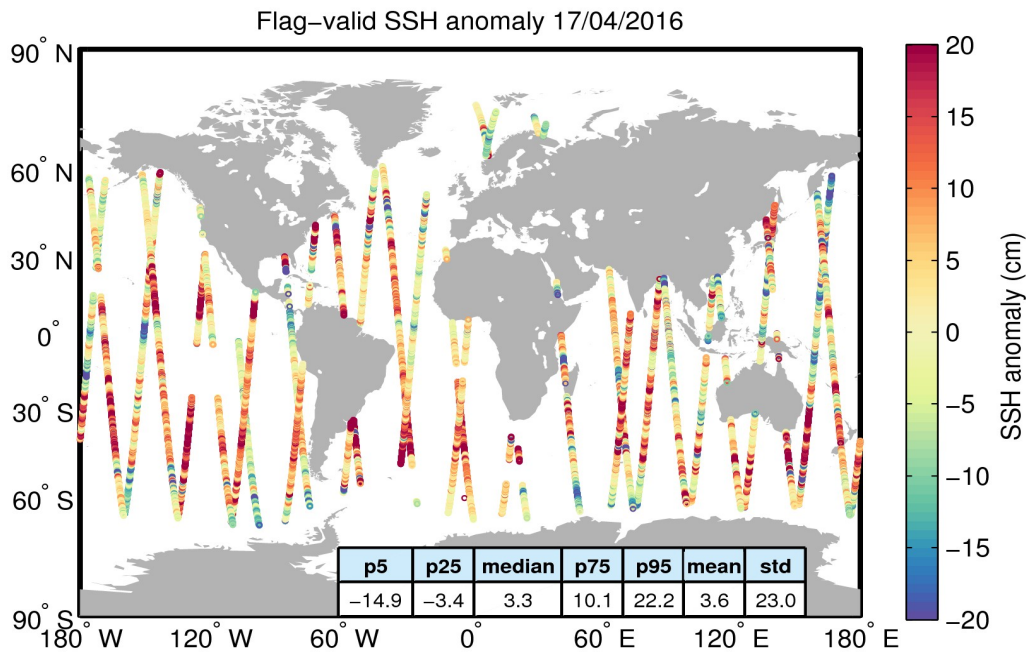 Flag−valid SSH anomaly 17/04/2016
90° N
60° N
30° N
0°
30° S
60° S
90° S
180° W
120° W
60° W
0°
60° E
120° E
180° E
p5 p25 median p75 p95 mean std
−14.9 −3.4 3.3 10.1 22.2 3.6 23.0
20
15
10
5
0
−5
−10
−15
−20
SSH anomaly (cm)